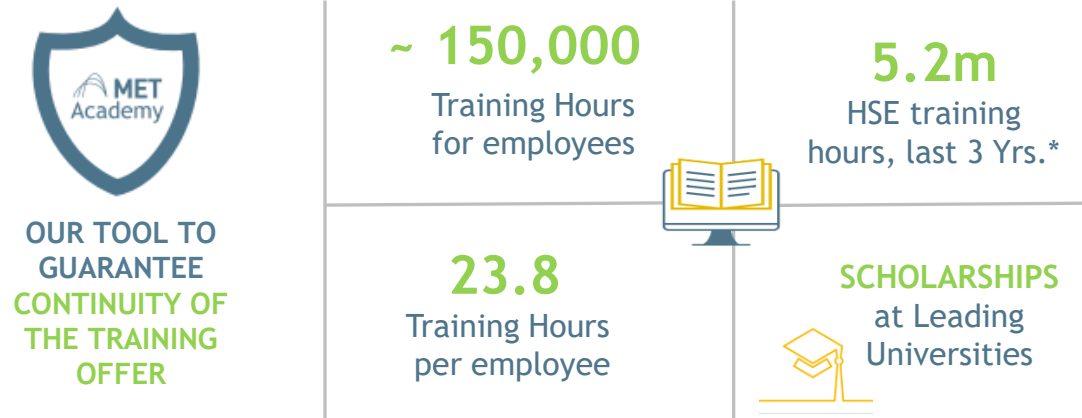 MET
Academy
OUR TOOL TO
GUARANTEE
CONTINUITY OF
THE TRAINING
OFFER
~ 150,000
Training Hours
for employees
5.2m
HSE training
hours, last 3 Yrs.*
23.8
Training Hours
per employee
SCHOLARSHIPS
at Leading
Universities